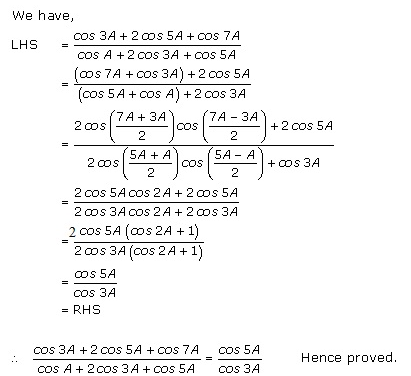 We have,
LHS = (cos 3A + 2 cos 5A + cos 7A)/(cos A + 2 cos 3A + cos 5A)
= ((cos 7A + cos 3A) + 2 cos 5A)/((cos 5A + cos A) + 2 cos 3A)
= (2 cos((7A + 3A)/2) cos((7A − 3A)/2) + 2 cos 5A)/(2 cos((5A + A)/2) cos((5A − A)/2) + cos 3A)
= (2 cos 5A cos 2A + 2 cos 5A)/(2 cos 3A cos 2A + 2 cos 3A)
= (2 cos 5A (cos 2A + 1))/(2 cos 3A (cos 2A + 1))
= cos 5A/cos 3A
= RHS
∴ (cos 3A + 2 cos 5A + cos 7A)/(cos A + 2 cos 3A + cos 5A) = cos 5A/cos 3A Hence proved.